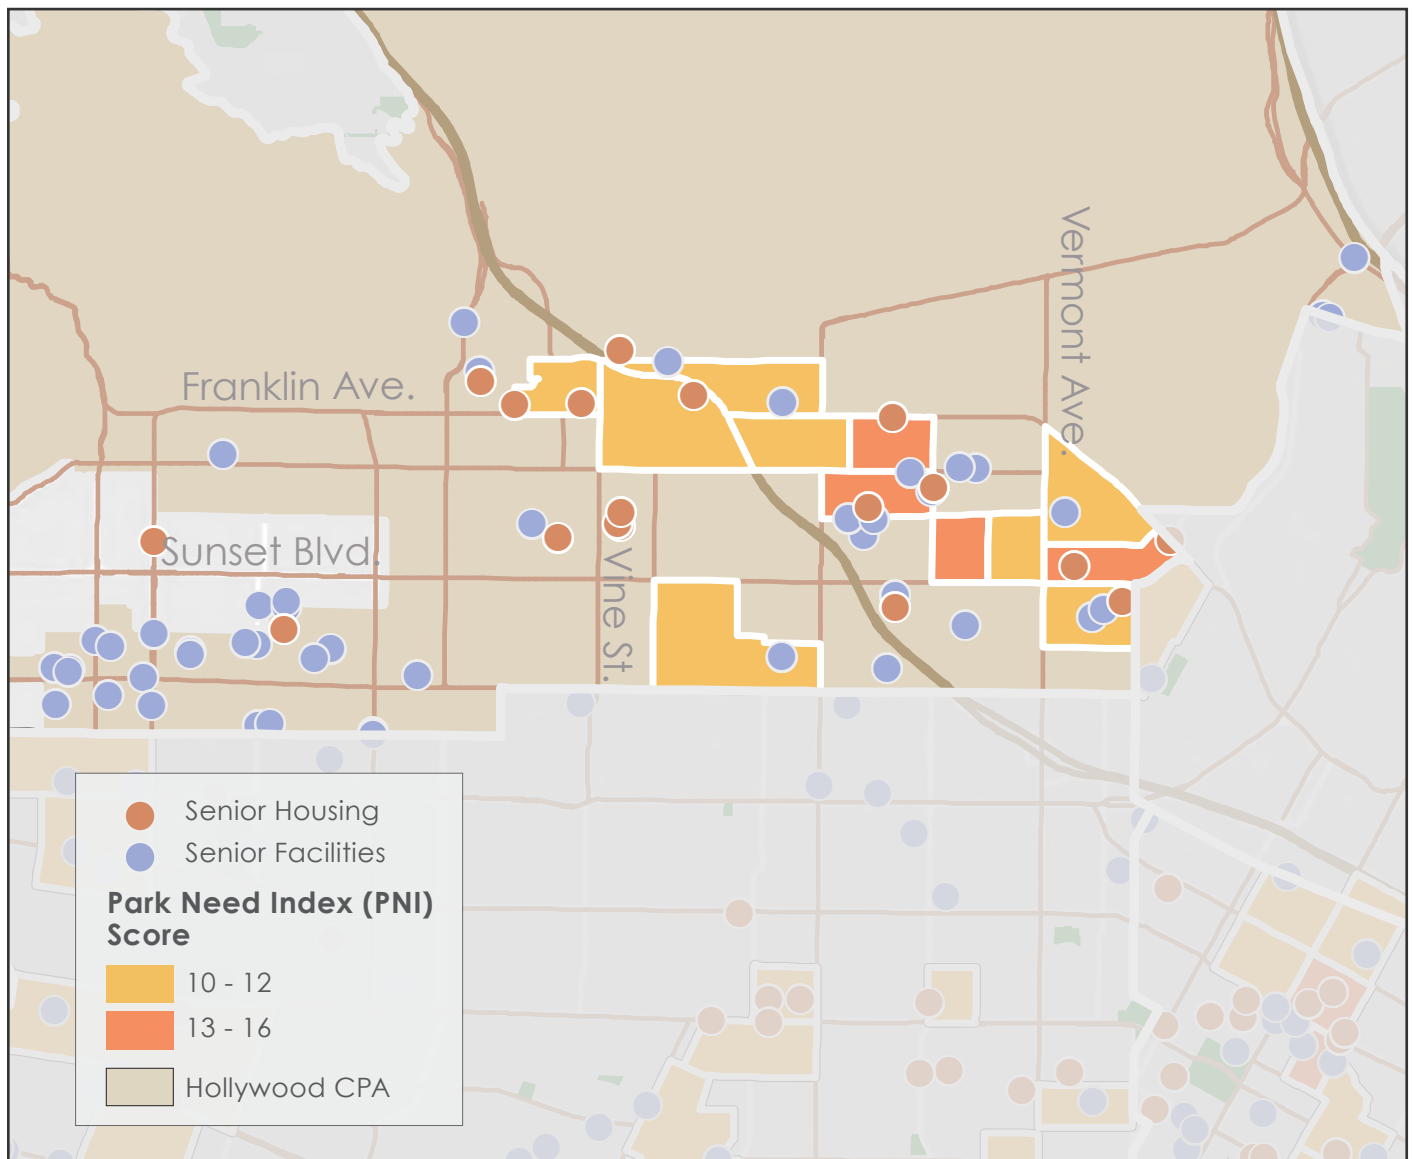 Vermont Ave.
Franklin Ave.
Sunset Blvd.
Vine St.
Senior Housing
Senior Facilities
Park Need Index (PNI)
Score
10 - 12
13 - 16
Hollywood CPA